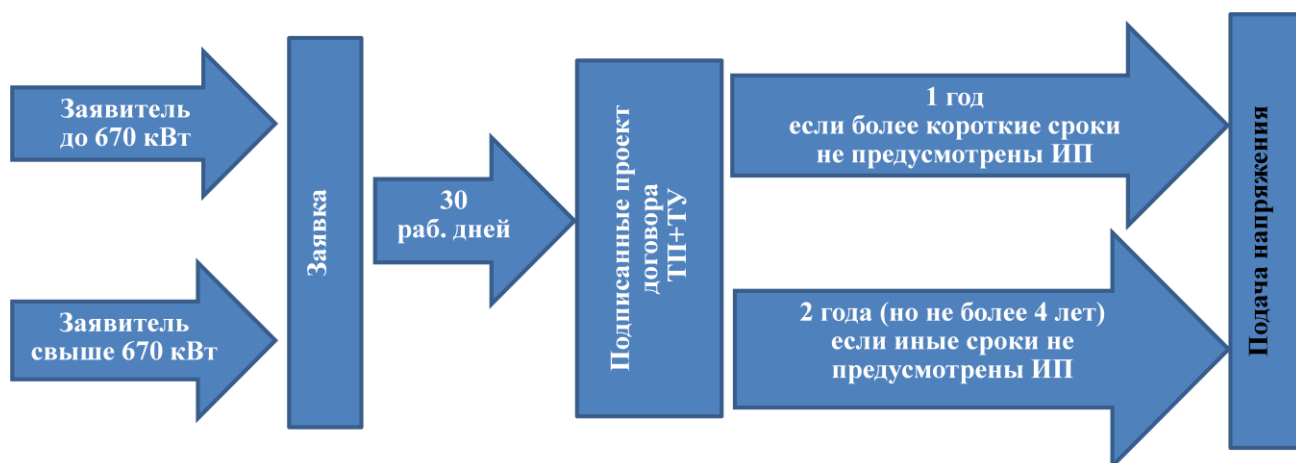 Заявитель
до 670 кВт
Заявитель
свыше 670 кВт
Заявка
30
раб. дней
Подписанные проект
договора
ТП+ТУ
1 год
если более короткие сроки
не предусмотрены ИП
2 года (но не более 4 лет)
если иные сроки не
предусмотрены ИП
Подача напряжения